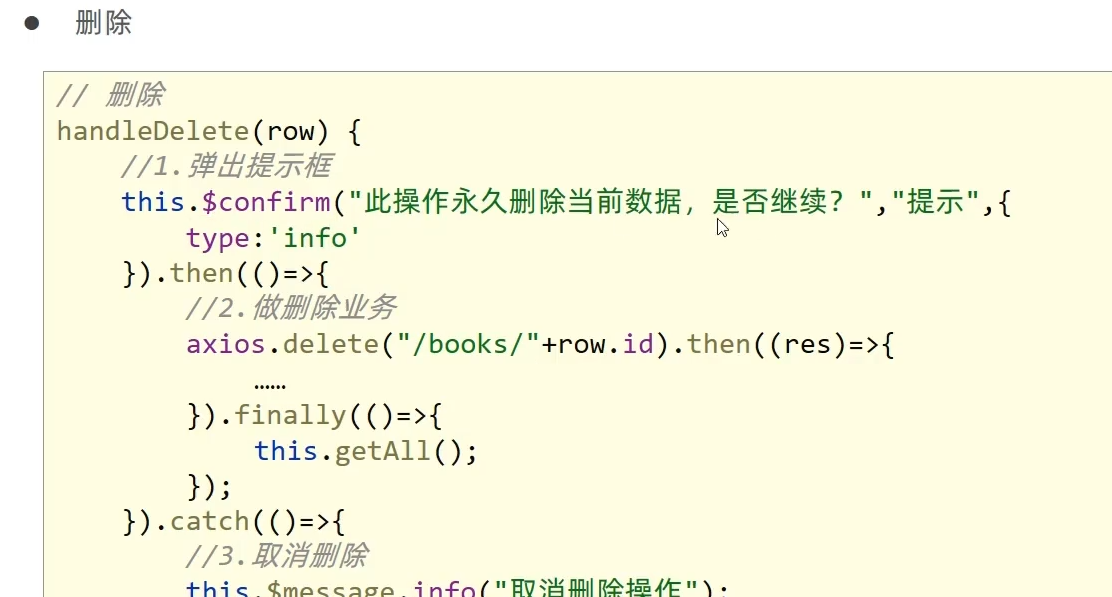 ● 删除
// 删除
handleDelete(row) {
//1.弹出提示框
this.$confirm("此操作永久删除当前数据，是否继续？","提示",{
type:'info'
}).then(()=>{
//2.做删除业务
axios.delete("/books/"+row.id).then((res)=>{
……
}).finally(()=>{
this.getAll();
});
}).catch(()=>{
//3.取消删除
this.$message.info("取消删除操作");